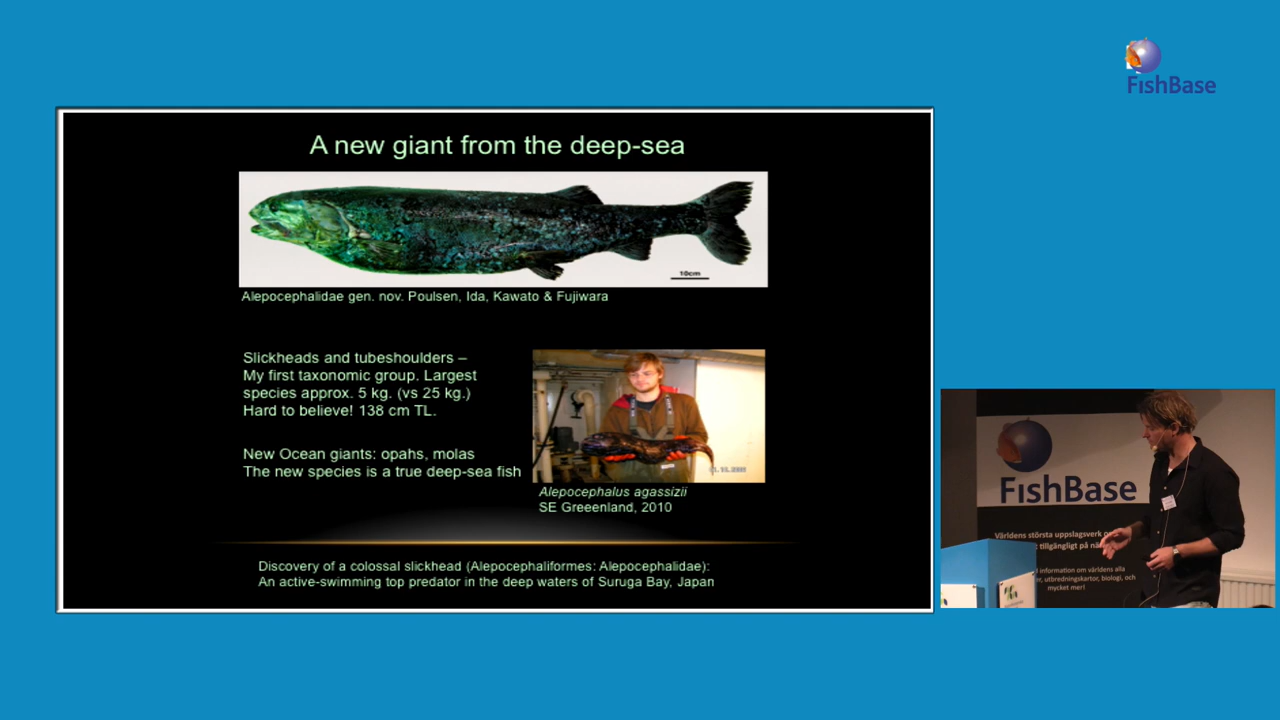 FishBase
A new giant from the deep-sea
10cm
Alepocephalidae gen. nov. Poulsen, Ida, Kawato & Fujiwara
Slickheads and tubeshoulders –
My first taxonomic group. Largest
species approx. 5 kg. (vs 25 kg.)
Hard to believe! 138 cm TL.
New Ocean giants: opahs, molas
The new species is a true deep-sea fish
Alepocephalus agassizii
SE Greeenland, 2010
Discovery of a colossal slickhead (Alepocephaliformes: Alepocephalidae):
An active-swimming top predator in the deep waters of Suruga Bay, Japan
FishBase
Världens största uppslagsverk
tillgängligt på
information om världens alla
utbredningskartor, biologi, och
mycket mer!